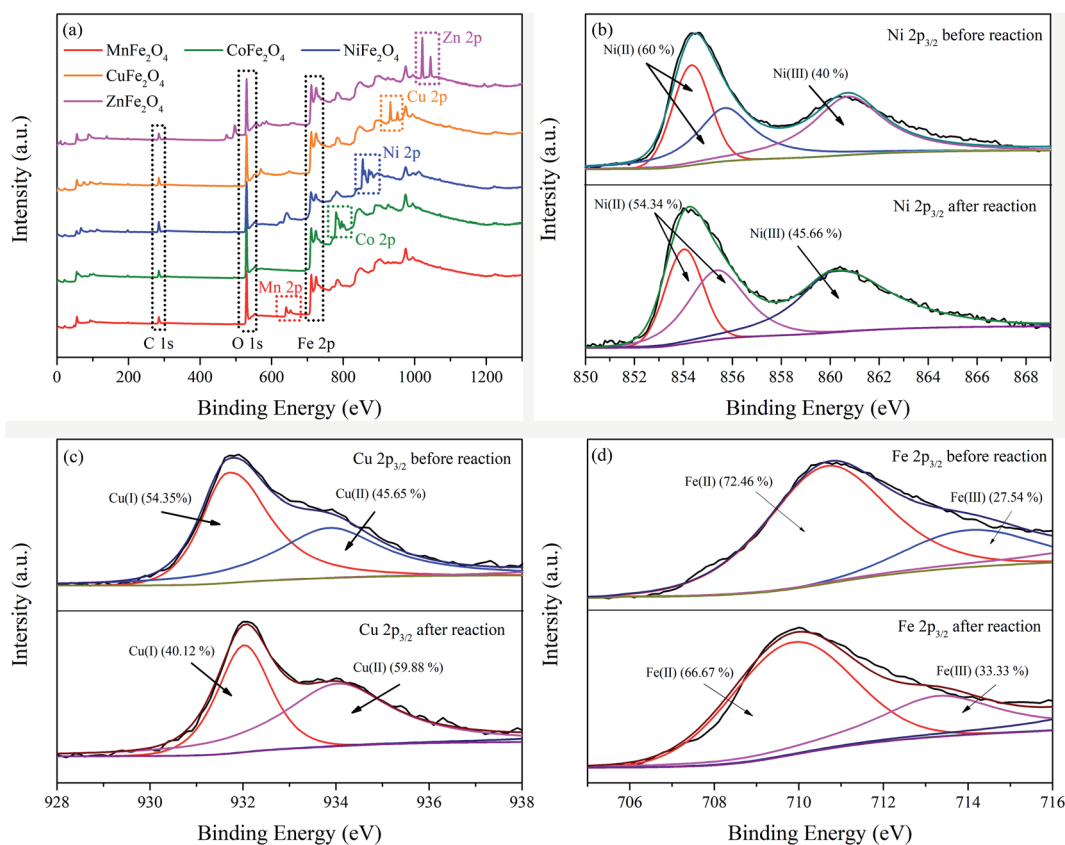 (a)
MnFe2O4 CoFe2O4 NiFe2O4
CuFe2O4
ZnFe2O4
Zn 2p
Cu 2p
Ni 2p
Co 2p
Mn 2p
C 1s O 1s Fe 2p
Intensity (a.u.)
0 200 400 600 800 1000 1200
Binding Energy (eV)
(b)
Ni 2p3/2 before reaction
Ni(II) (60 %)
Ni(III) (40 %)
Ni 2p3/2 after reaction
Ni(II) (54.34 %)
Ni(III) (45.66 %)
Intensity (a.u.)
850 852 854 856 858 860 862 864 866 868
Binding Energy (eV)
(c)
Cu 2p3/2 before reaction
Cu(I) (54.35%)
Cu(II) (45.65 %)
Cu 2p3/2 after reaction
Cu(I) (40.12 %)
Cu(II) (59.88 %)
Intensity (a.u.)
928 930 932 934 936 938
Binding Energy (eV)
(d)
Fe 2p3/2 before reaction
Fe(II) (72.46 %)
Fe(III) (27.54 %)
Fe 2p3/2 after reaction
Fe(II) (66.67 %)
Fe(III) (33.33 %)
Intensity (a.u.)
706 708 710 712 714 716
Binding Energy (eV)